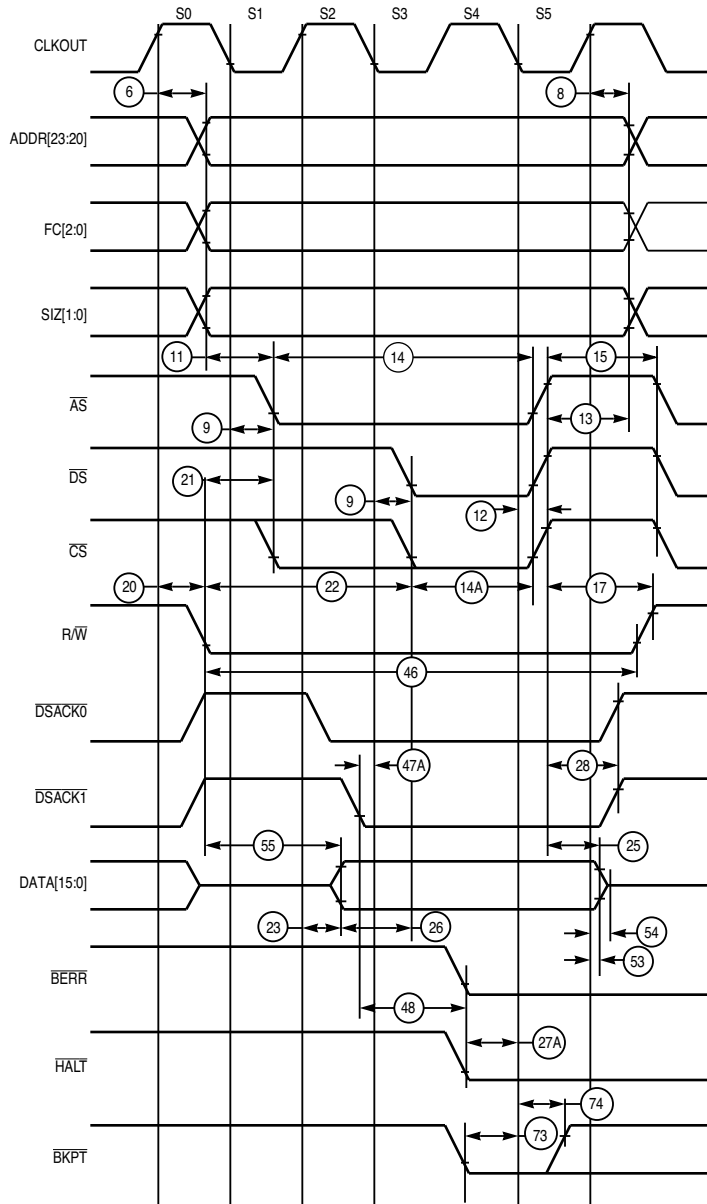 S0 S1 S2 S3 S4 S5
CLKOUT
6 8
ADDR[23:20]
FC[2:0]
SIZ[1:0]
11 14 15
AS
9 13
DS
21 9 12
CS
20 22 14A 17
R/W
46
DSACK0
47A 28
DSACK1
55 25
DATA[15:0]
23 26 54
53
BERR
48
27A
HALT
74
73
BKPT